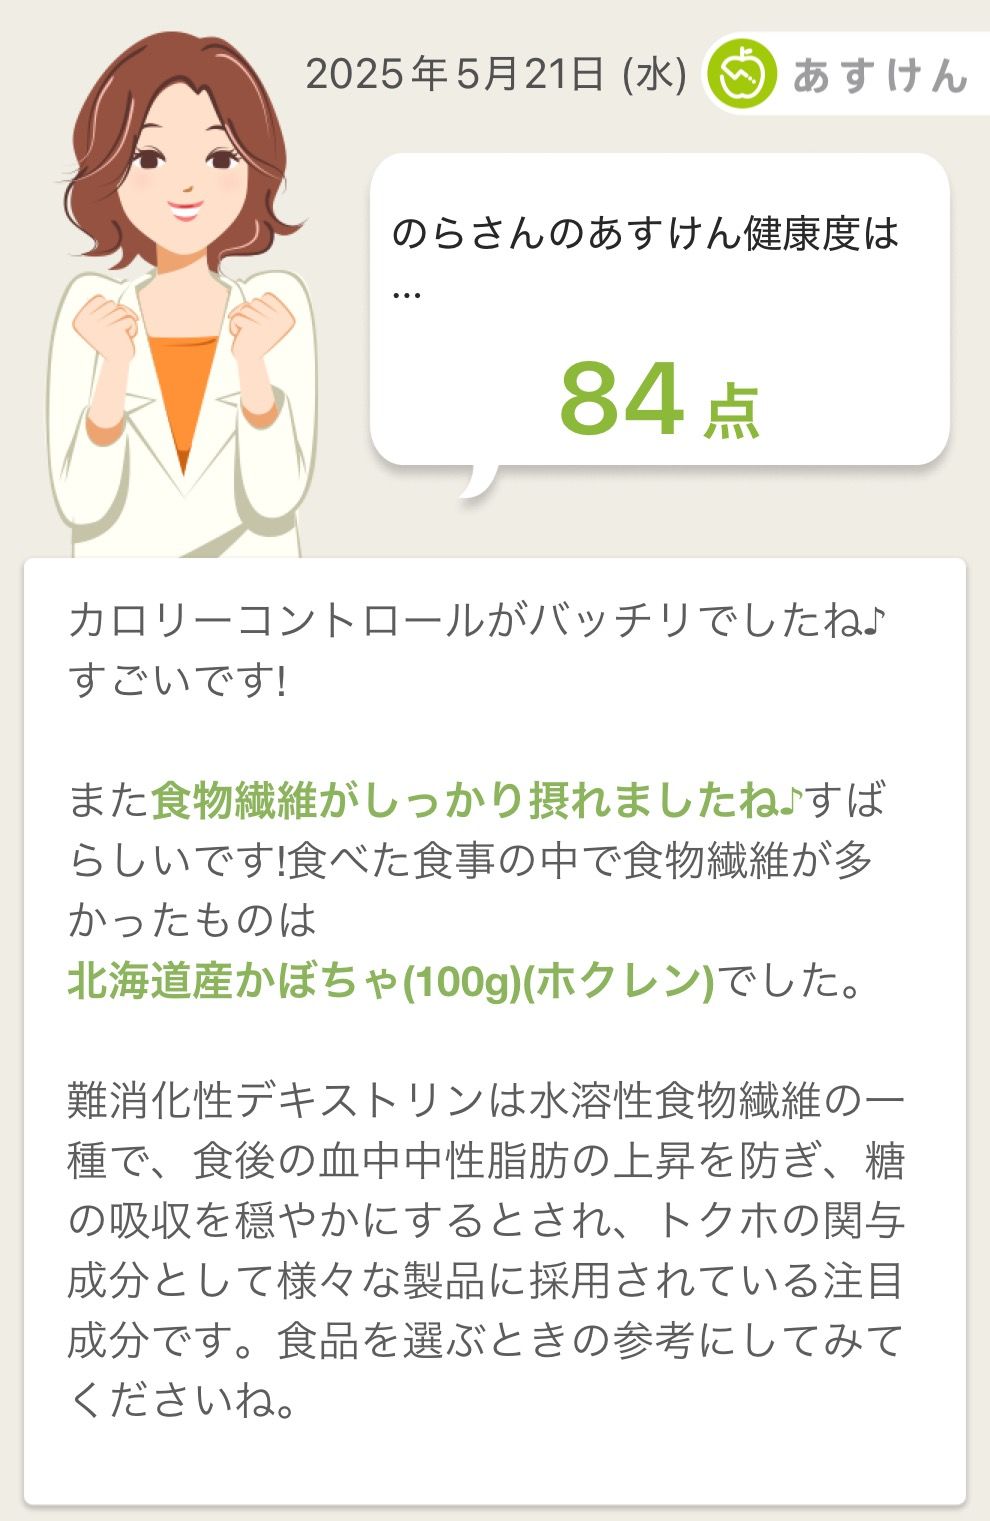 2025年5月21日 (水)
あすけん
のらさんのあすけん健康度は
...
84点
カロリーコントロールがバッチリでしたね♪
すごいです!
また食物繊維がしっかり摂れましたね♪すば
らしいです!食べた食事の中で食物繊維が多
かったものは
北海道産かぼちゃ(100g)(ホクレン)でした。
難消化性デキストリンは水溶性食物繊維の一
種で、食後の血中中性脂肪の上昇を防ぎ、糖
の吸収を穏やかにするとされ、トクホの関与
成分として様々な製品に採用されている注目
成分です。食品を選ぶときの参考にしてみて
くださいね。